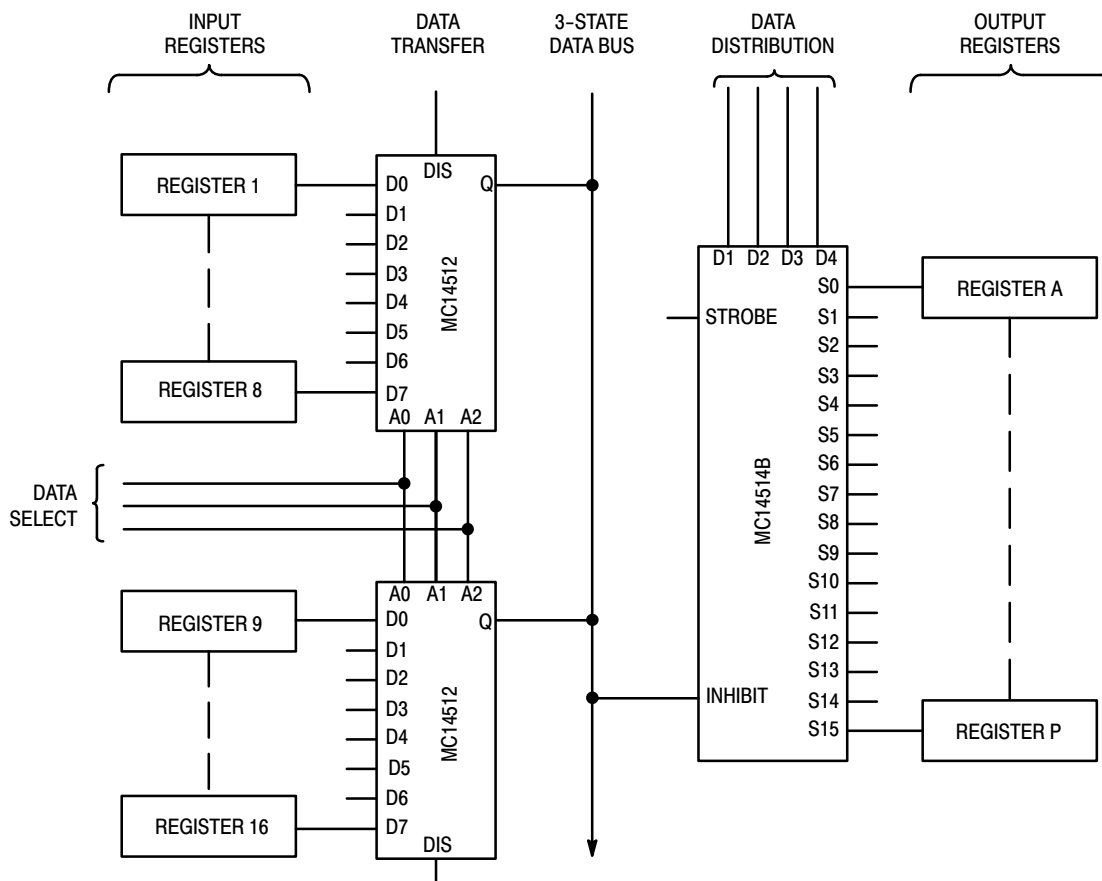 INPUT
REGISTERS
DATA
TRANSFER
3-STATE
DATA BUS
DATA
DISTRIBUTION
OUTPUT
REGISTERS
REGISTER 1
REGISTER 8
DIS
D0
D1
D2
D3
D4
D5
D6
D7
Q
MC14512
A0 A1 A2
DATA
SELECT
REGISTER 9
REGISTER 16
A0 A1 A2
D0
D1
D2
D3
D4
D5
D6
D7
Q
MC14512
DIS
D1 D2 D3 D4
STROBE
INHIBIT
MC14514B
S0
S1
S2
S3
S4
S5
S6
S7
S8
S9
S10
S11
S12
S13
S14
S15
REGISTER A
REGISTER P